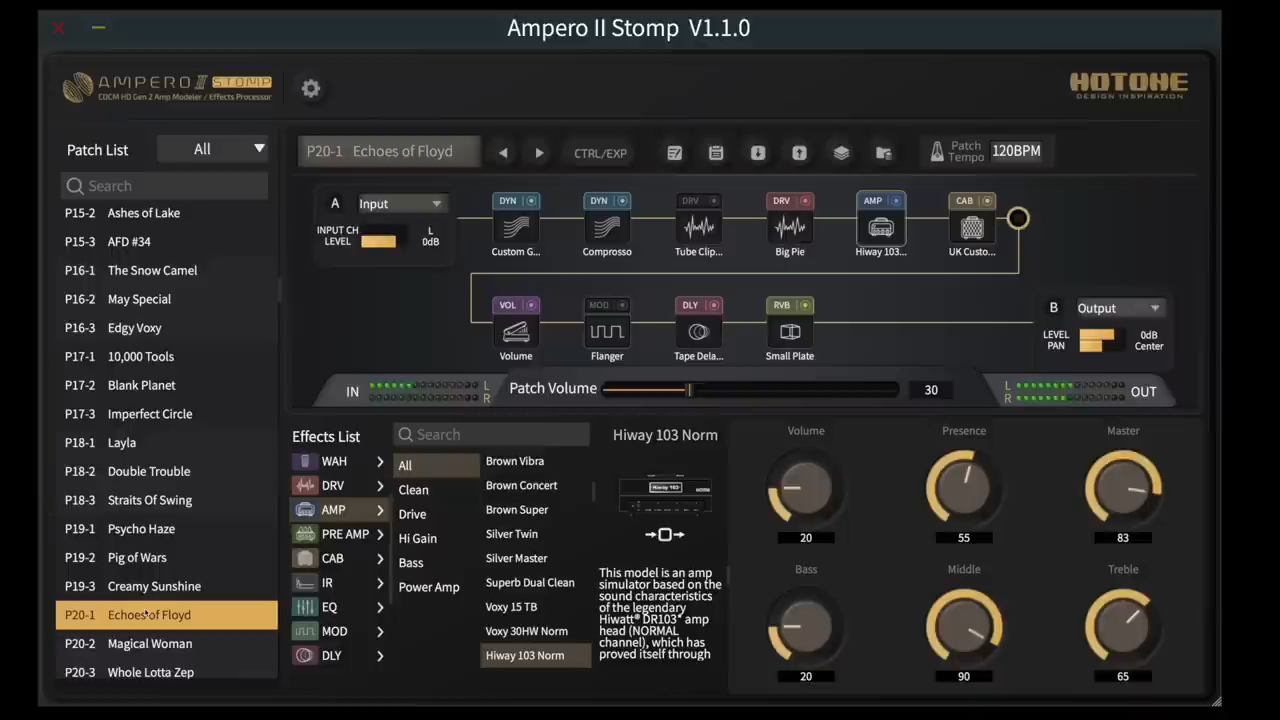 Ampero II Stomp V1.1.0
AMPERO II STOMP
CDCM HD Gen 2 Amp Modeler / Effects Processor
HOTONE
DESIGN INSPIRATION
Patch List
All
Search
P15-2 Ashes of Lake
P15-3 AFD #34
P16-1 The Snow Camel
P16-2 May Special
P16-3 Edgy Voxy
P17-1 10,000 Tools
P17-2 Blank Planet
P17-3 Imperfect Circle
P18-1 Layla
P18-2 Double Trouble
P18-3 Straits Of Swing
P19-1 Psycho Haze
P19-2 Pig of Wars
P19-3 Creamy Sunshine
P20-1 Echoes of Floyd
P20-2 Magical Woman
P20-3 Whole Lotta Zep
P20-1 Echoes of Floyd
CTRL/EXP
Patch Tempo
120BPM
A Input
INPUT CH LEVEL
L
0dB
DYN DYN DRV DRV AMP CAB
Custom G... Comprosso Tube Clip... Big Pie Hiway 103... UK Custo...
VOL MOD DLY RVB
Volume Flanger Tape Dela... Small Plate
B Output
LEVEL 0dB
PAN Center
IN L R
Patch Volume 30
L R OUT
Effects List
Search
WAH
DRV
AMP
PRE AMP
CAB
IR
EQ
MOD
DLY
All
Clean
Drive
Hi Gain
Bass
Power Amp
Brown Vibra
Brown Concert
Brown Super
Silver Twin
Silver Master
Superb Dual Clean
Voxy 15 TB
Voxy 30HW Norm
Hiway 103 Norm
Hiway 103 Norm
Hiway 103
This model is an amp
simulator based on the
sound characteristics
of the legendary
Hiwatt® DR103* amp
head (NORMAL
channel), which has
proved itself through
Volume Presence Master
20 55 83
Bass Middle Treble
20 90 65